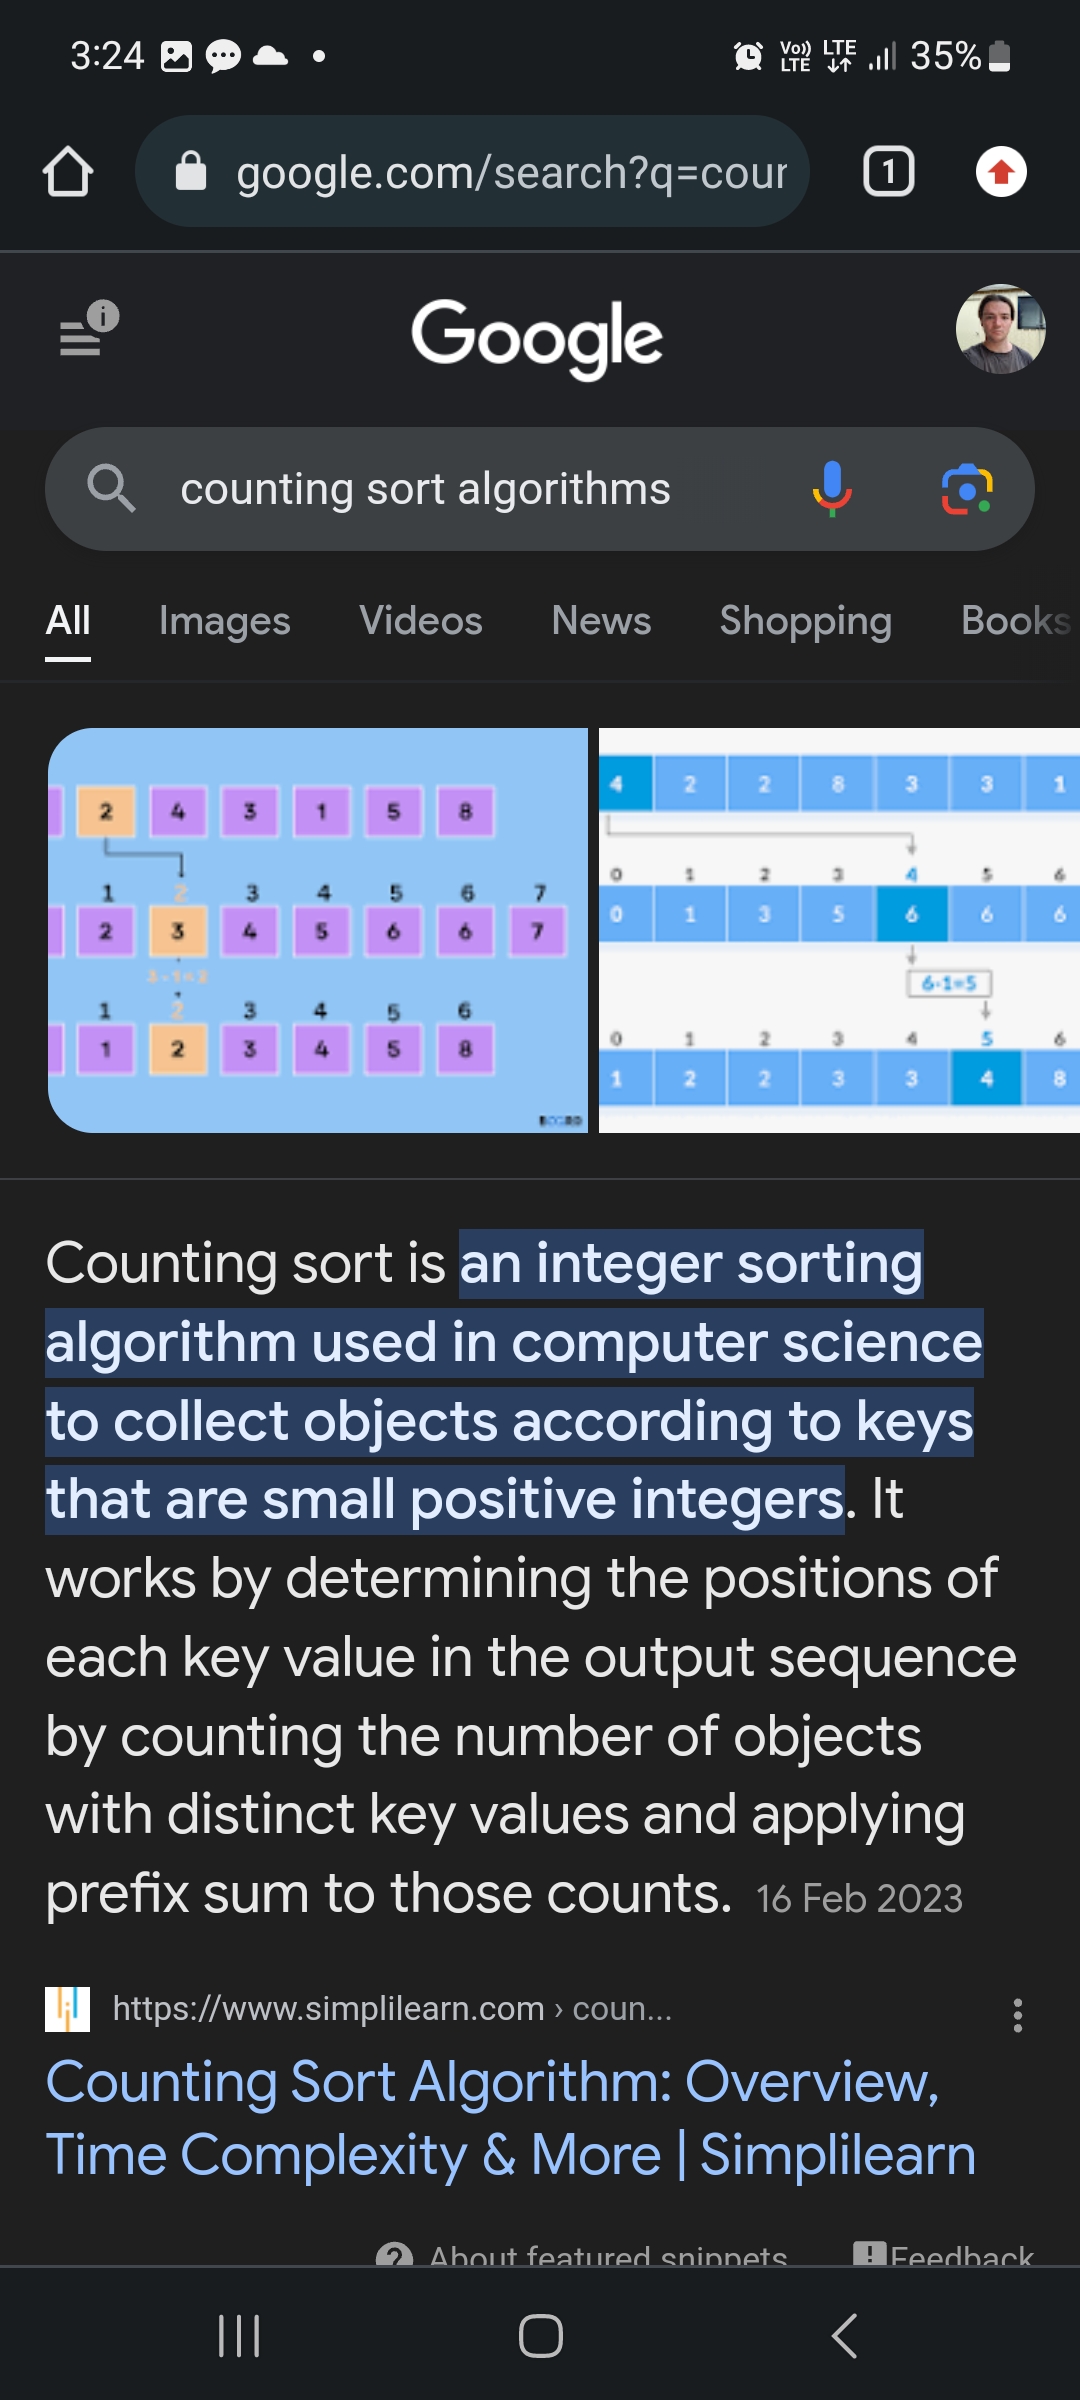 3:24
Vo)) LTE LTE 35%
google.com/search?q=cour
1
Google
counting sort algorithms
All Images Videos News Shopping Books
2 4 3 1 5 8
1 2 3 4 5 6 7
2 3 4 5 6 6 7
3-1=2
1 2 3 4 5 6
1 2 3 4 5 8
4 2 2 8 3 3 1
0 1 2 3 4 5 6
0 1 3 5 6 6 6
6-1=5
0 1 2 3 4 5 6
1 2 2 3 3 4 8
Counting sort is an integer sorting
algorithm used in computer science
to collect objects according to keys
that are small positive integers. It
works by determining the positions of
each key value in the output sequence
by counting the number of objects
with distinct key values and applying
prefix sum to those counts. 16 Feb 2023
https://www.simplilearn.com › coun...
Counting Sort Algorithm: Overview,
Time Complexity & More | Simplilearn
About featured snippets Feedback